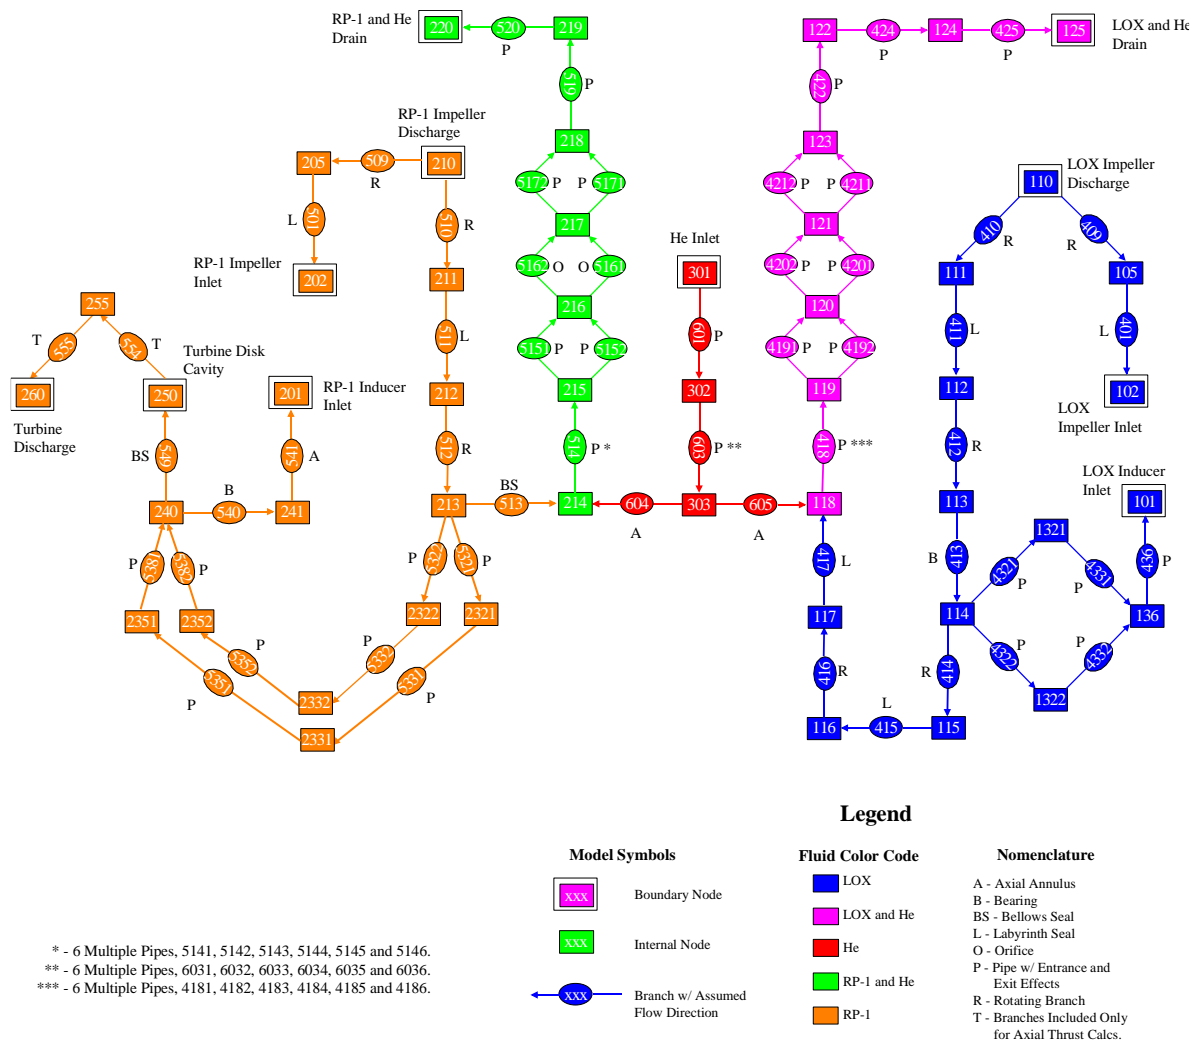 RP-1 and He
Drain
220
520
P
219
519
P
218
5172
P
P
5171
217
5162
O
O
5161
216
5151
P
P
5152
215
514
P *
214
122
424
P
124
425
P
125
LOX and He
Drain
422
P
123
4212
P
P
4211
121
4202
P
P
4201
120
4191
P
P
4192
119
418
P ***
118
RP-1 Impeller
Discharge
205
509
R
210
L
501
510
R
RP-1 Impeller
Inlet
202
211
511
L
212
512
R
213
BS
513
He Inlet
301
601
P
302
603
P **
604
A
303
605
A
255
T
555
554
T
260
Turbine
Discharge
Turbine Disk
Cavity
250
201
RP-1 Inducer
Inlet
BS
549
545
A
240
B
540
241
P
5381
5382
P
2351
2352
P
5322
5321
P
2322
2321
P
5352
5351
P
P
5332
5331
P
2332
2331
110
LOX Impeller
Discharge
410
R
R
409
111
105
411
L
L
401
112
102
LOX
Impeller Inlet
412
R
113
B
413
114
LOX Inducer
Inlet
101
1321
4321
P
4331
P
436
P
136
P
4322
P
4332
1322
R
414
115
L
415
116
416
R
117
417
L
Legend
Model Symbols
xxx
Boundary Node
xxx
Internal Node
xxx
Branch w/ Assumed
Flow Direction
Fluid Color Code
LOX
LOX and He
He
RP-1 and He
RP-1
Nomenclature
A - Axial Annulus
B - Bearing
BS - Bellows Seal
L - Labyrinth Seal
O - Orifice
P - Pipe w/ Entrance and
Exit Effects
R - Rotating Branch
T - Branches Included Only
for Axial Thrust Calcs.
* - 6 Multiple Pipes, 5141, 5142, 5143, 5144, 5145 and 5146.
** - 6 Multiple Pipes, 6031, 6032, 6033, 6034, 6035 and 6036.
*** - 6 Multiple Pipes, 4181, 4182, 4183, 4184, 4185 and 4186.